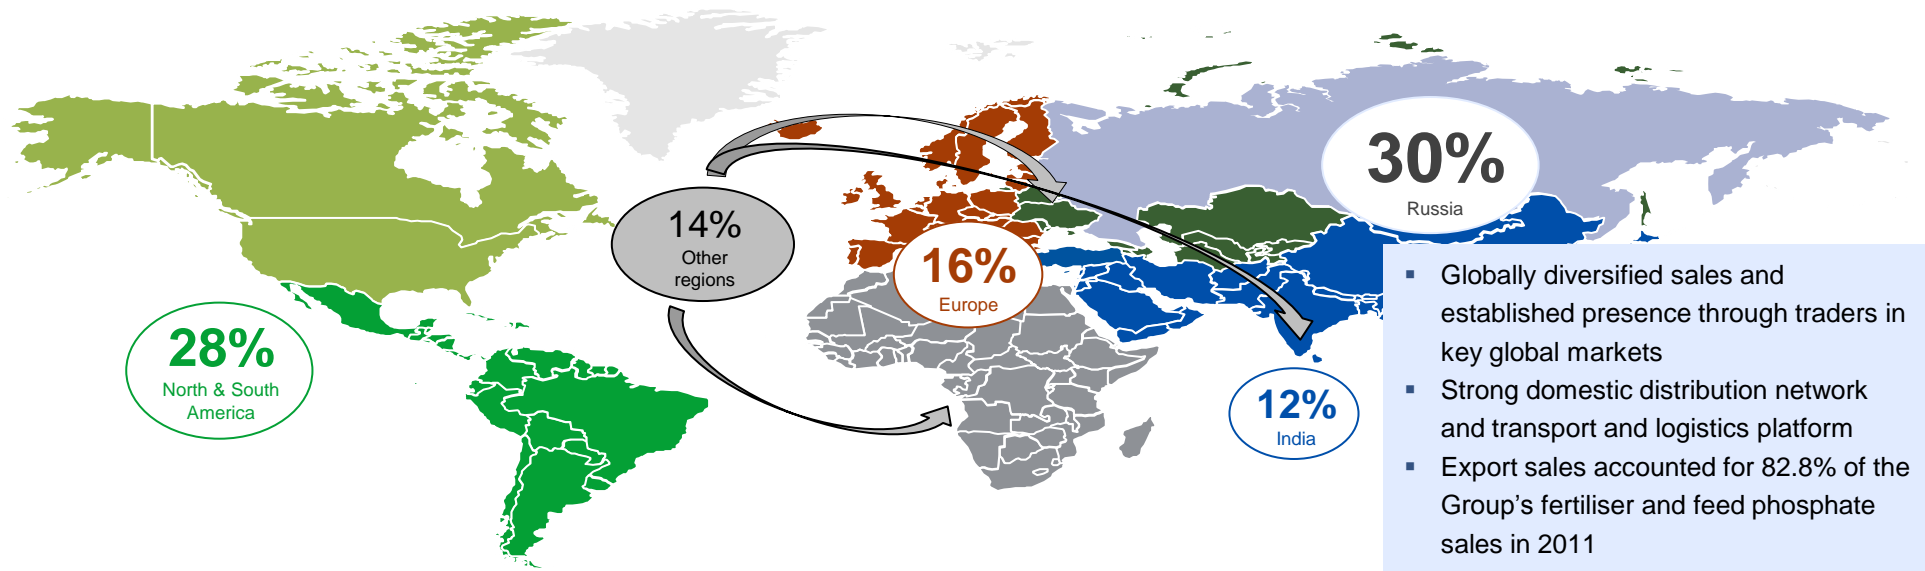 30%
Russia
14%
Other
regions
16%
Europe
28%
North & South
America
12%
India
▪ Globally diversified sales and
established presence through traders in
key global markets
▪ Strong domestic distribution network
and transport and logistics platform
▪ Export sales accounted for 82.8% of the
Group’s fertiliser and feed phosphate
sales in 2011